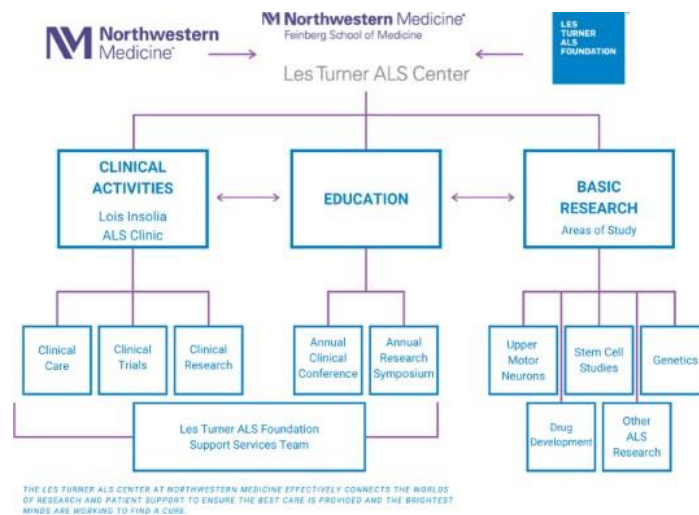 Northwestern Medicine®
Northwestern Medicine®
Feinberg School of Medicine
Les Turner ALS Center
LES
TURNER
ALS
FOUNDATION
CLINICAL
ACTIVITIES
Lois Insolia
ALS Clinic
EDUCATION
BASIC
RESEARCH
Areas of Study
Clinical
Care
Clinical
Trials
Clinical
Research
Annual
Clinical
Conference
Annual
Research
Symposium
Upper
Motor
Neurons
Stem Cell
Studies
Genetics
Drug
Development
Other
ALS
Research
Les Turner ALS Foundation
Support Services Team
THE LES TURNER ALS CENTER AT NORTHWESTERN MEDICINE EFFECTIVELY CONNECTS THE WORLDS
OF RESEARCH AND PATIENT SUPPORT TO ENSURE THE BEST CARE IS PROVIDED AND THE BRIGHTEST
MINDS ARE WORKING TO FIND A CURE.